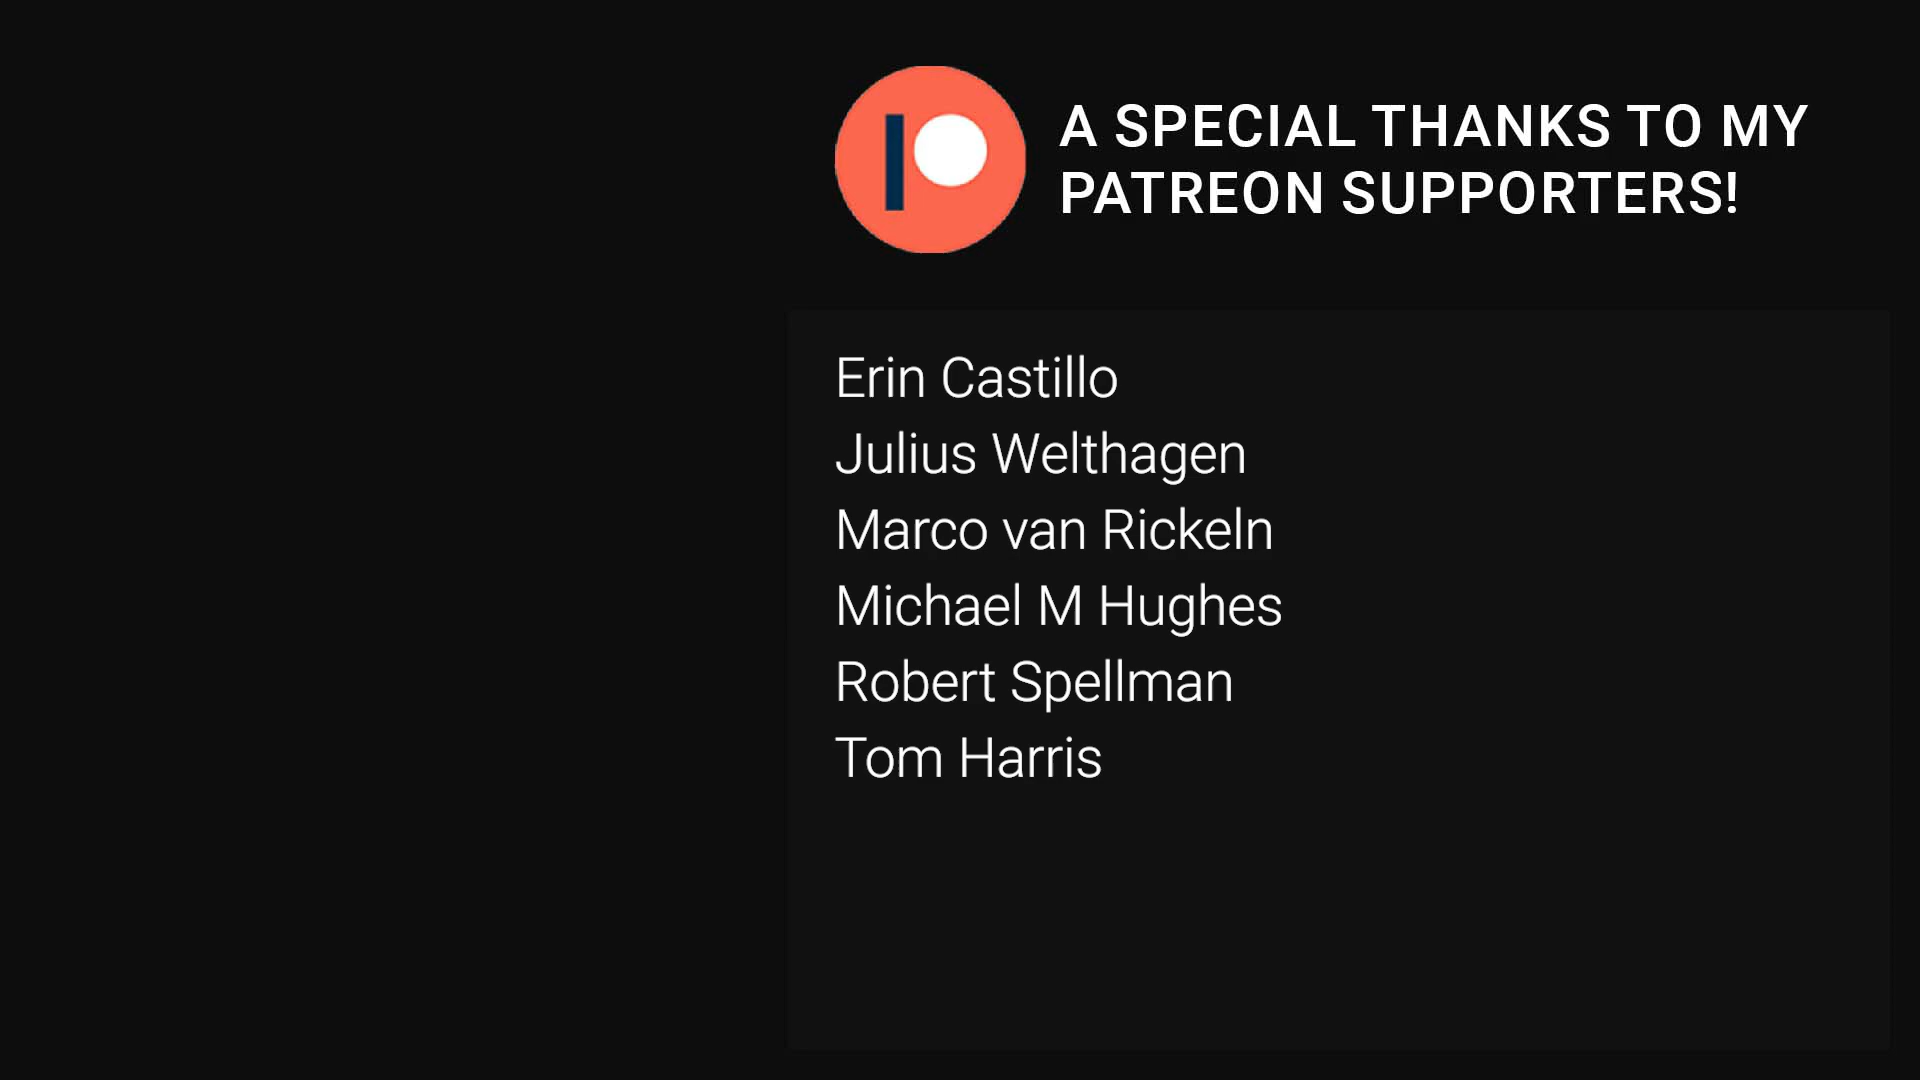 A SPECIAL THANKS TO MY
PATREON SUPPORTERS!
Erin Castillo
Julius Welthagen
Marco van Rickeln
Michael M Hughes
Robert Spellman
Tom Harris